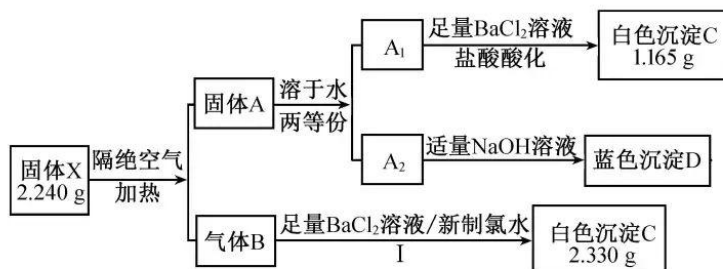 固体X
2.240 g
隔绝空气
加热
固体A
溶于水
两等份
A₁
足量BaCl₂溶液
盐酸酸化
白色沉淀C
1.165 g
A₂
适量NaOH溶液
蓝色沉淀D
气体B
足量BaCl₂溶液/新制氯水
I
白色沉淀C
2.330 g